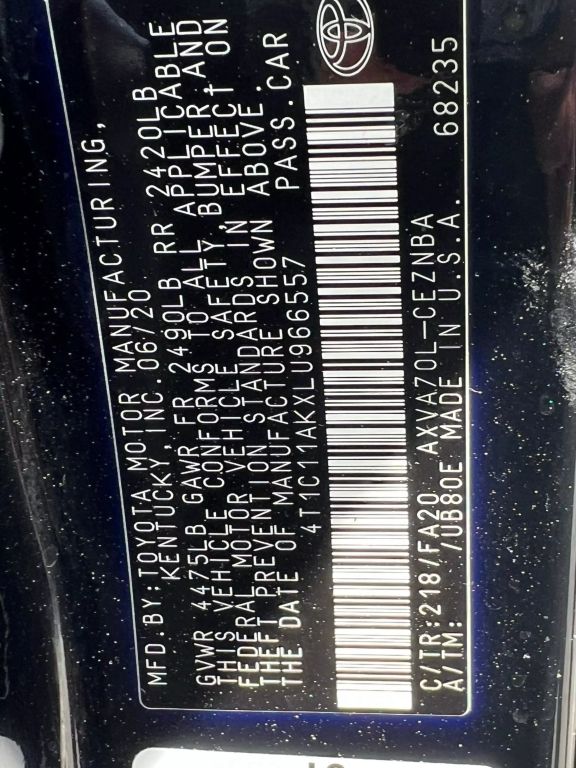 MFD.BY:TOYOTA MOTOR MANUFACTURING,
KENTUCKY, INC.06/20
GVWR 4475LB GAWR FR 2490LB RR 2420LB
THIS VEHICLE CONFORMS TO ALL APPLICABLE
FEDERAL MOTOR VEHICLE SAFETY, BUMPER, AND
THEFT PREVENTION STANDARDS IN EFFECT ON
THE DATE OF MANUFACTURE SHOWN ABOVE.
4T1C11AKXLU966557 PASS.CAR
C/TR:218/FA20 AXVA70L-CEZNBA
A/TM: /UB80E MADE IN U.S.A. 68235